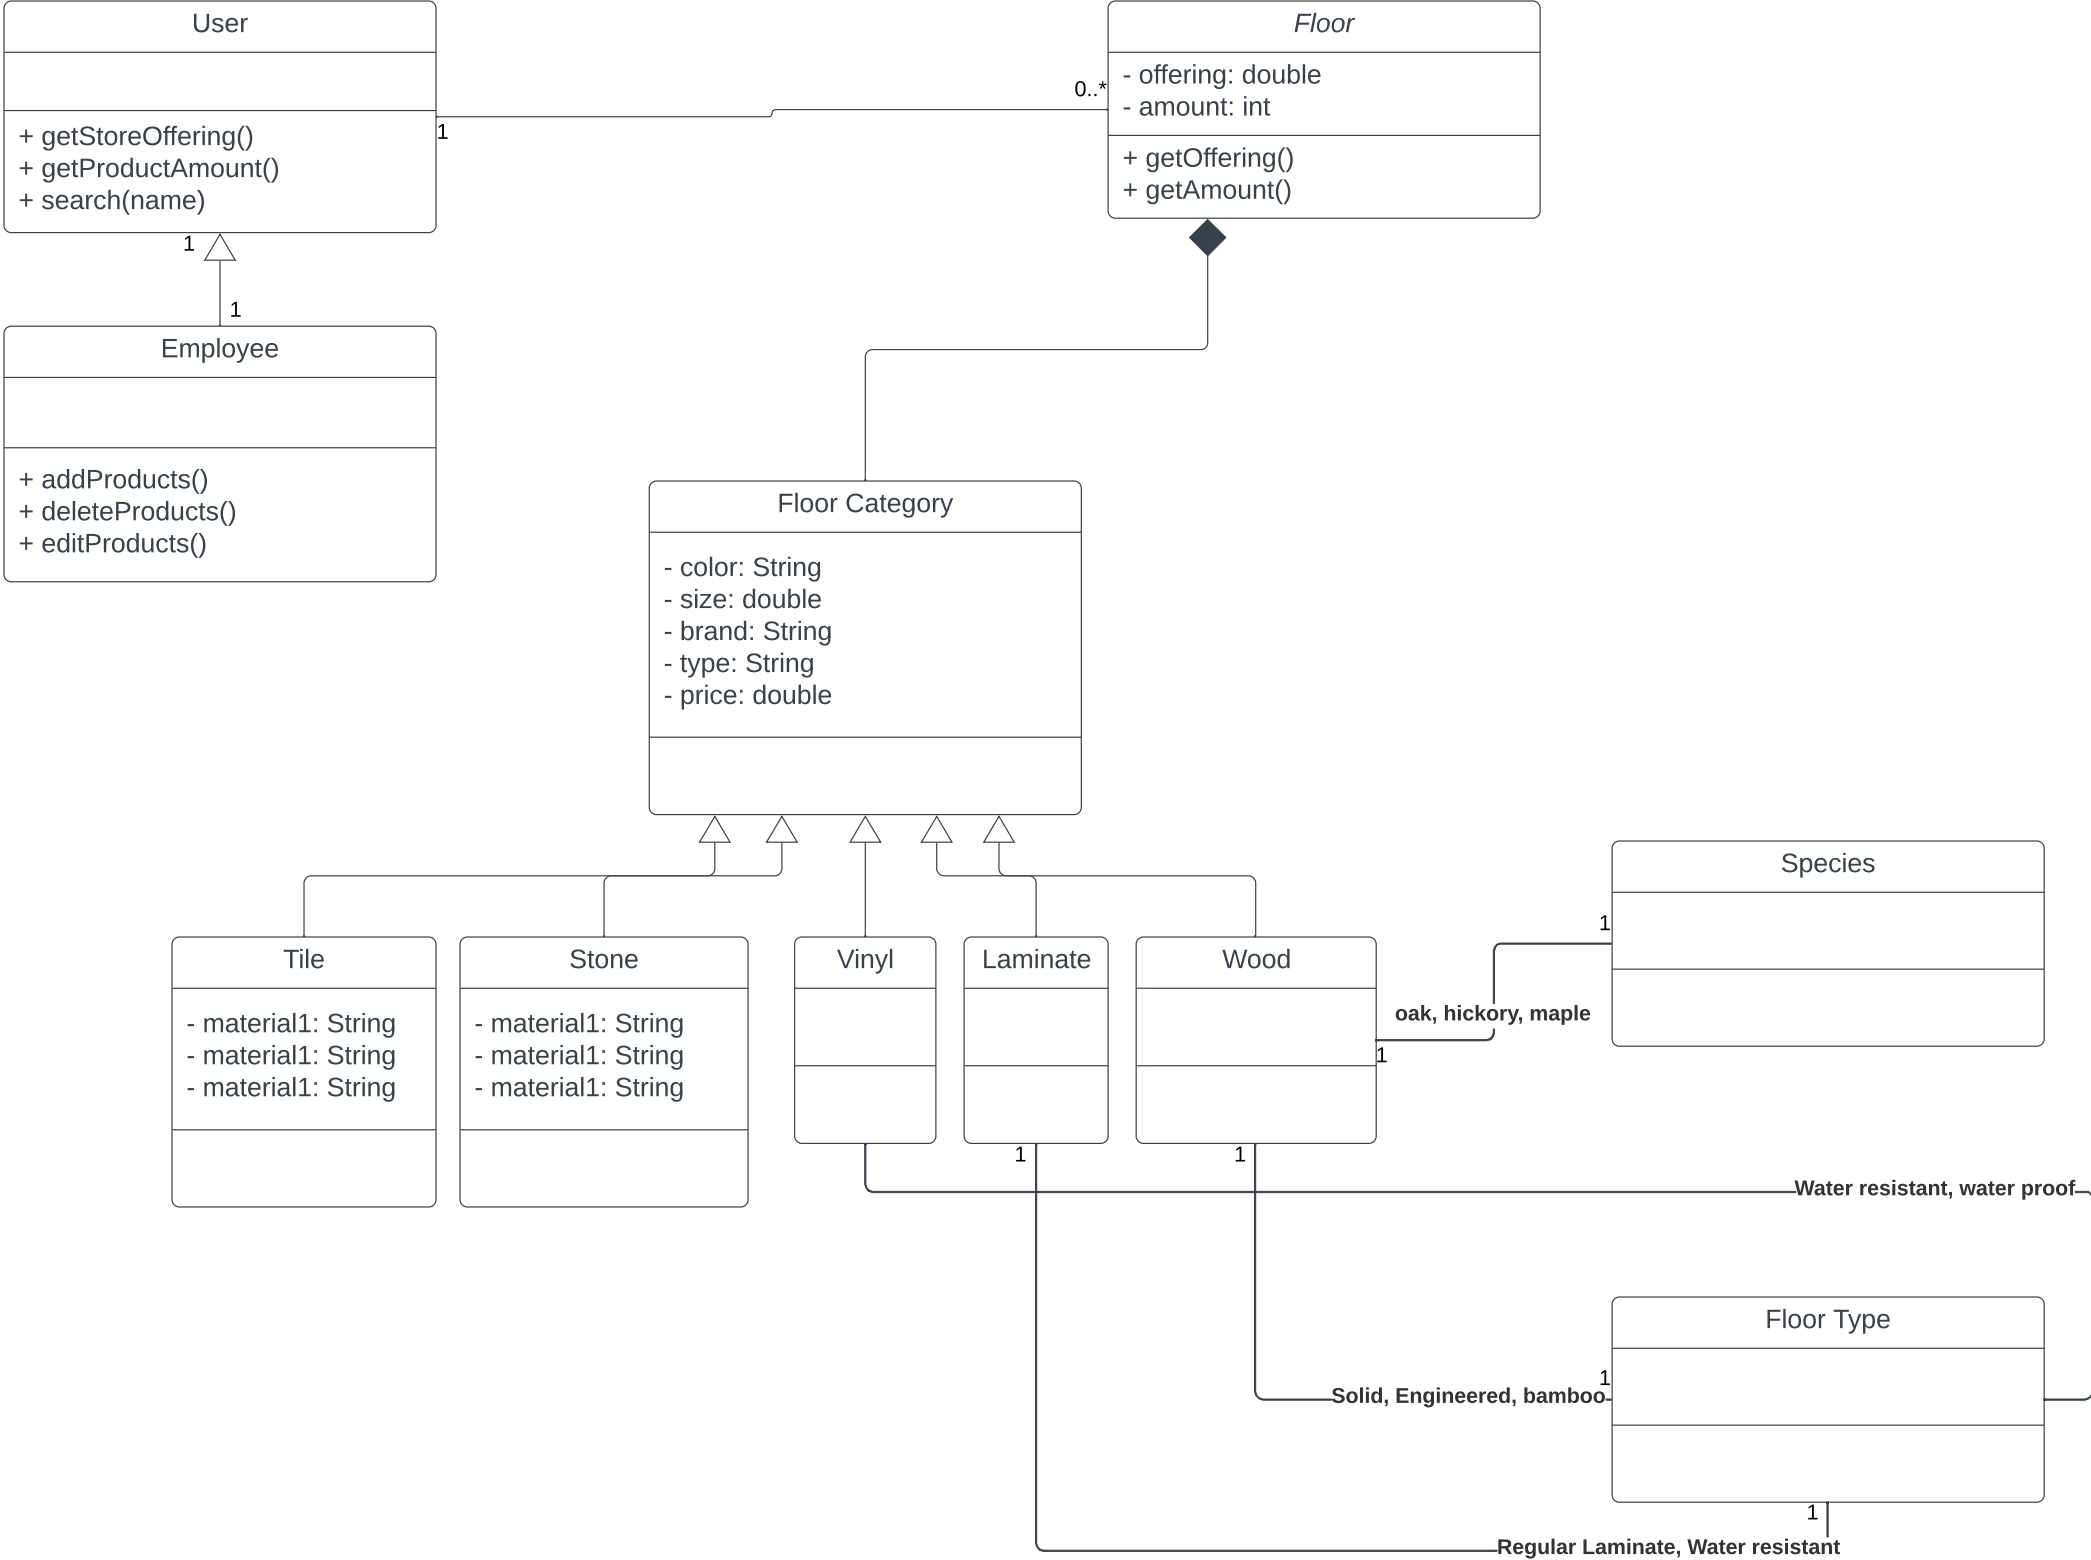 User
+ getStoreOffering()
+ getProductAmount()
+ search(name)
1
0..*
Floor
- offering: double
- amount: int
+ getOffering()
+ getAmount()
1
1
Employee
+ addProducts()
+ deleteProducts()
+ editProducts()
Floor Category
- color: String
- size: double
- brand: String
- type: String
- price: double
Tile
- material1: String
- material1: String
- material1: String
Stone
- material1: String
- material1: String
- material1: String
Vinyl
Laminate
Wood
Species
1
oak, hickory, maple
1
1
1
Water resistant, water proof
Floor Type
1
Solid, Engineered, bamboo
1
Regular Laminate, Water resistant